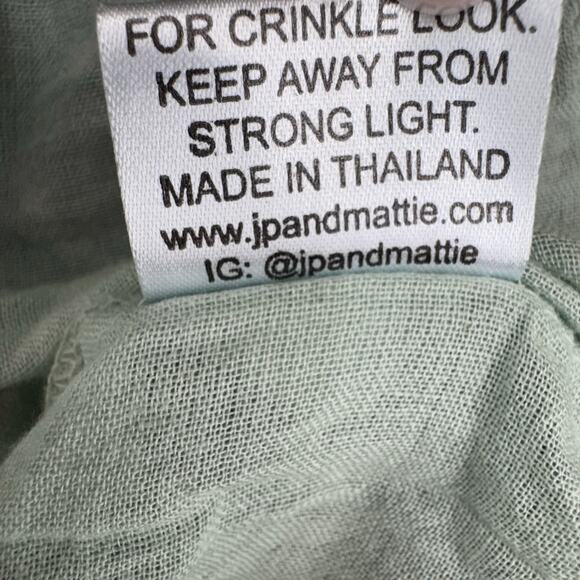 FOR CRINKLE LOOK.
KEEP AWAY FROM
STRONG LIGHT.
MADE IN THAILAND
www.jpandmattie.com
IG: @jpandmattie